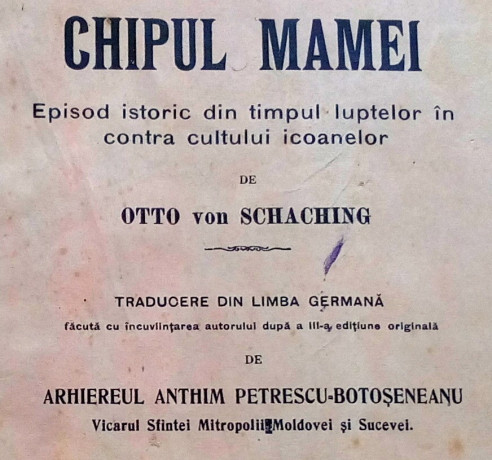 CHIPUL MAMEI
Episod istoric din timpul luptelor în
contra cultului icoanelor
DE
OTTO von SCHACHING
TRADUCERE DIN LIMBA GERMANĂ
făcută cu încuviințarea autorului după a III-a edițiune originală
DE
ARHIEREUL ANTHIM PETRESCU-BOTOȘENEANU
Vicarul Sfintei Mitropolii Moldovei și Sucevei.